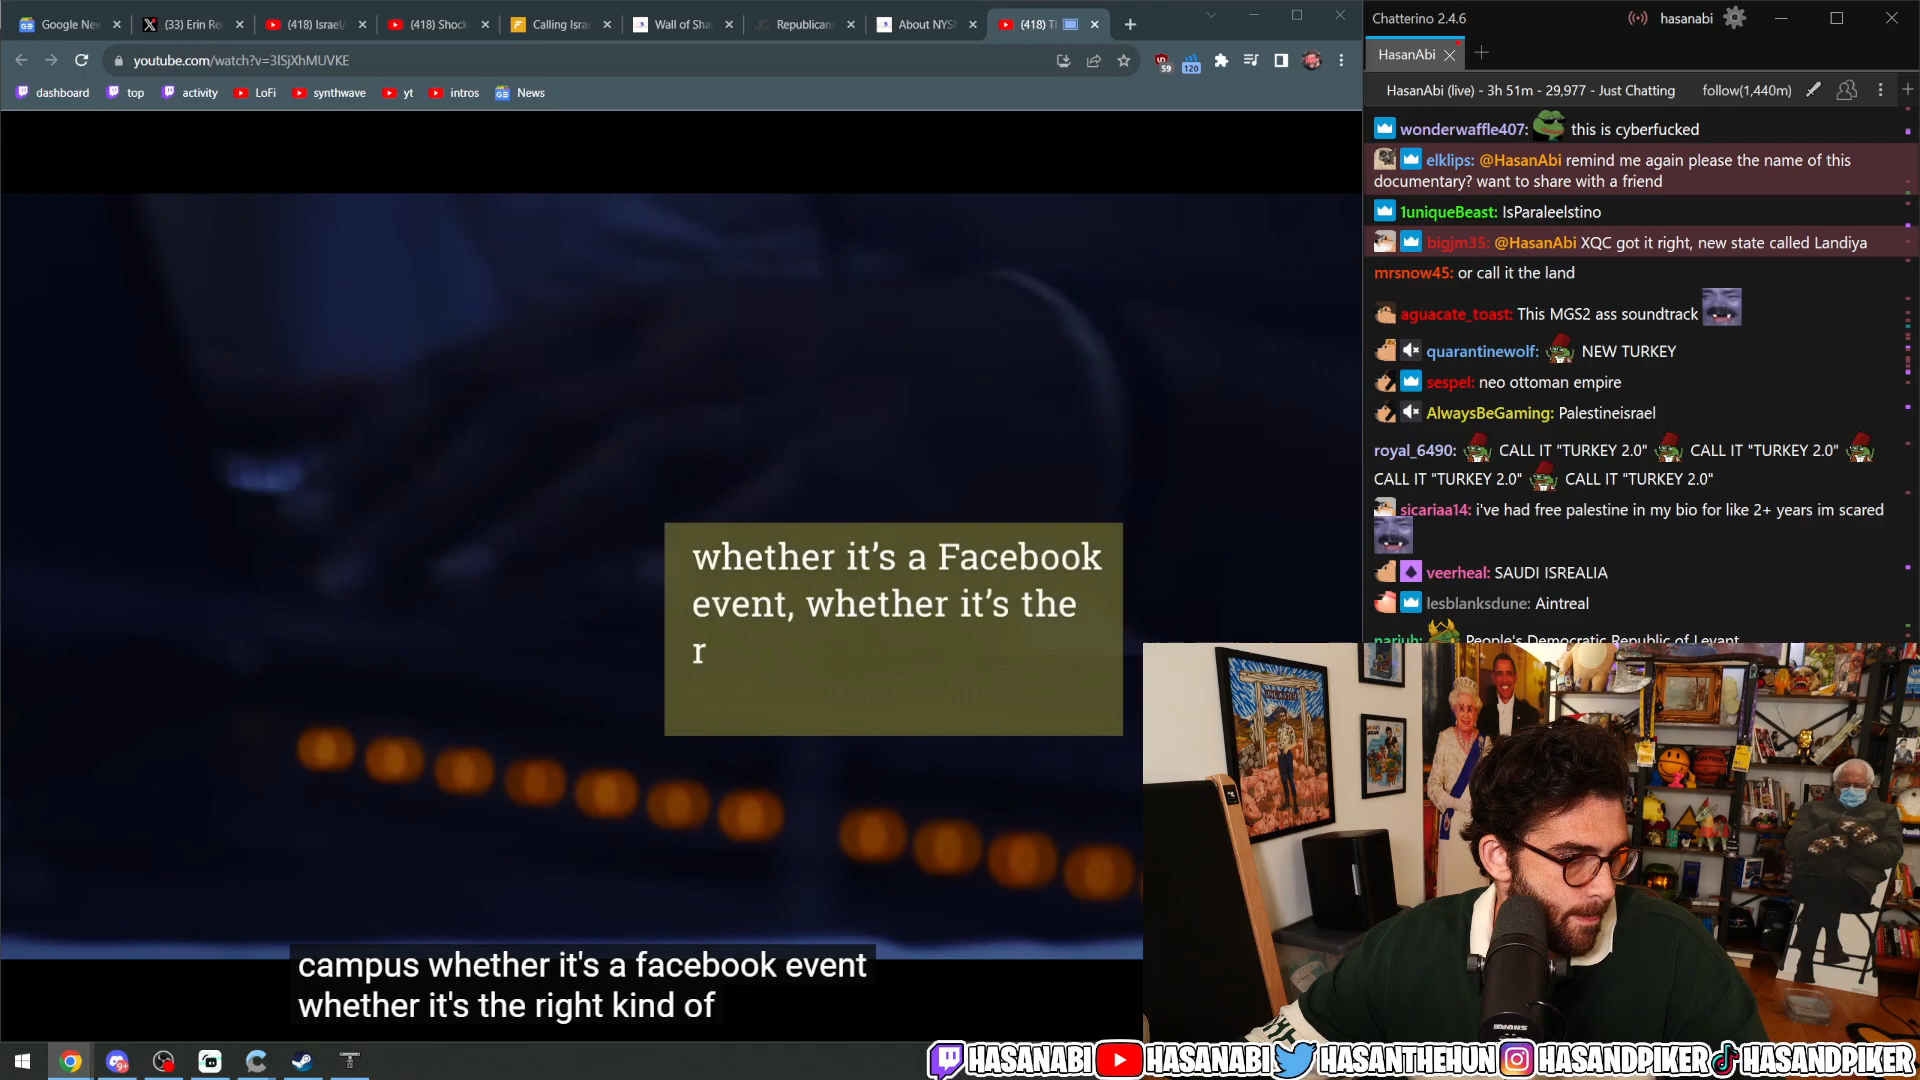 Google Nev
(33) Erin Re
(418) Israel/
(418) Shock
Calling Isra
Wall of Sha
Republican
About NYSI
(418) T
youtube.com/watch?v=3lSjXhMUVKE
59
120
dashboard
top
activity
LoFi
synthwave
yt
intros
News
whether it's a Facebook
event, whether it's the
r
campus whether it's a facebook event
whether it's the right kind of
Chatterino 2.4.6
hasanabi
HasanAbi
HasanAbi (live) - 3h 51m - 29,977 - Just Chatting
follow(1,440m)
wonderwaffle407: this is cyberfucked
elklips: @HasanAbi remind me again please the name of this
documentary? want to share with a friend
1uniqueBeast: IsParaleelstino
bigjm35: @HasanAbi XQC got it right, new state called Landiya
mrsnow45: or call it the land
aguacate_toast: This MGS2 ass soundtrack
quarantinewolf: NEW TURKEY
sespel: neo ottoman empire
AlwaysBeGaming: Palestineisrael
royal_6490: CALL IT "TURKEY 2.0" CALL IT "TURKEY 2.0"
CALL IT "TURKEY 2.0" CALL IT "TURKEY 2.0"
sicariaa14: i've had free palestine in my bio for like 2+ years im scared
veerheal: SAUDI ISREALIA
lesblanksdune: Aintreal
People's Democratic Republic of Levant
HASANABI HASANABI HASANTHEHUN HASANDPIKER HASANDPIKER